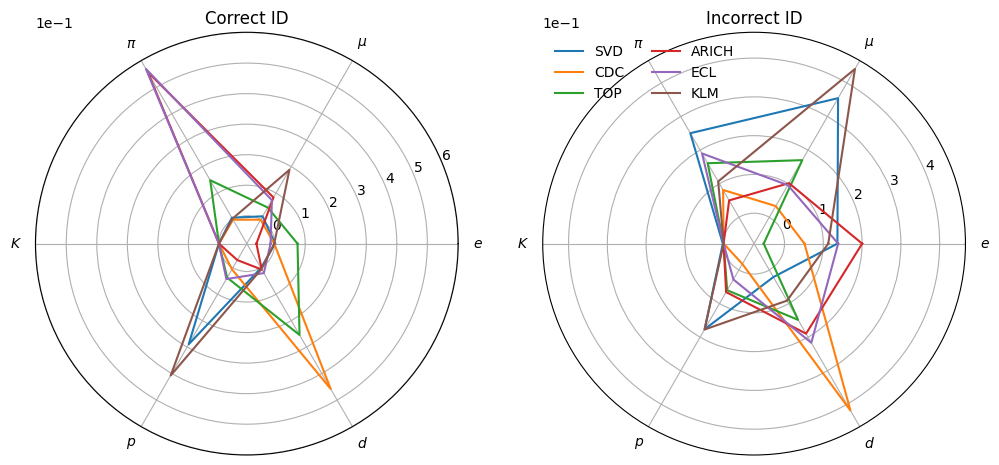 Correct ID
1e−1
e
μ
π
K
p
d
0
1
2
3
4
5
6
Incorrect ID
1e−1
e
μ
π
K
p
d
0
1
2
3
4
SVD
CDC
TOP
ARICH
ECL
KLM